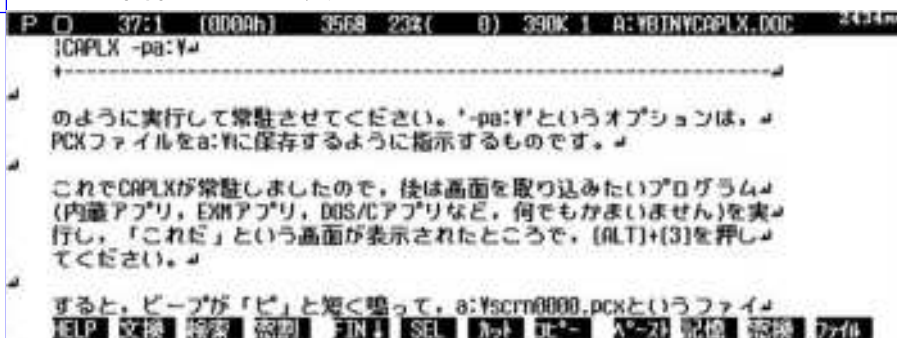 P 37:1 (0D0Ah) 3568 23%( 0) 390K 1 A:¥BIN¥CAPLX.DOC
|CAPLX -pa:¥↲
+----------------------------------------------------------------------↲
↲
のように実行して常駐させてください。'-pa:¥'というオプションは，↲
PCXファイルをa:¥に保存するように指示するものです。↲
↲
これでCAPLXが常駐しましたので，後は画面を取り込みたいプログラム↲
(内蔵アプリ，EXMアプリ，DOS/Cアプリなど，何でもかまいません)を実↲
行し，「これだ」という画面が表示されたところで，[ALT]+[3]を押し↲
てください。↲
↲
すると，ビープが「ピ」と短く鳴って，a:¥scrn0000.pcxというファイ↲
HELP 文換 検索 FIN↓ SEL カット コピー ペースト 記憶 ファイル